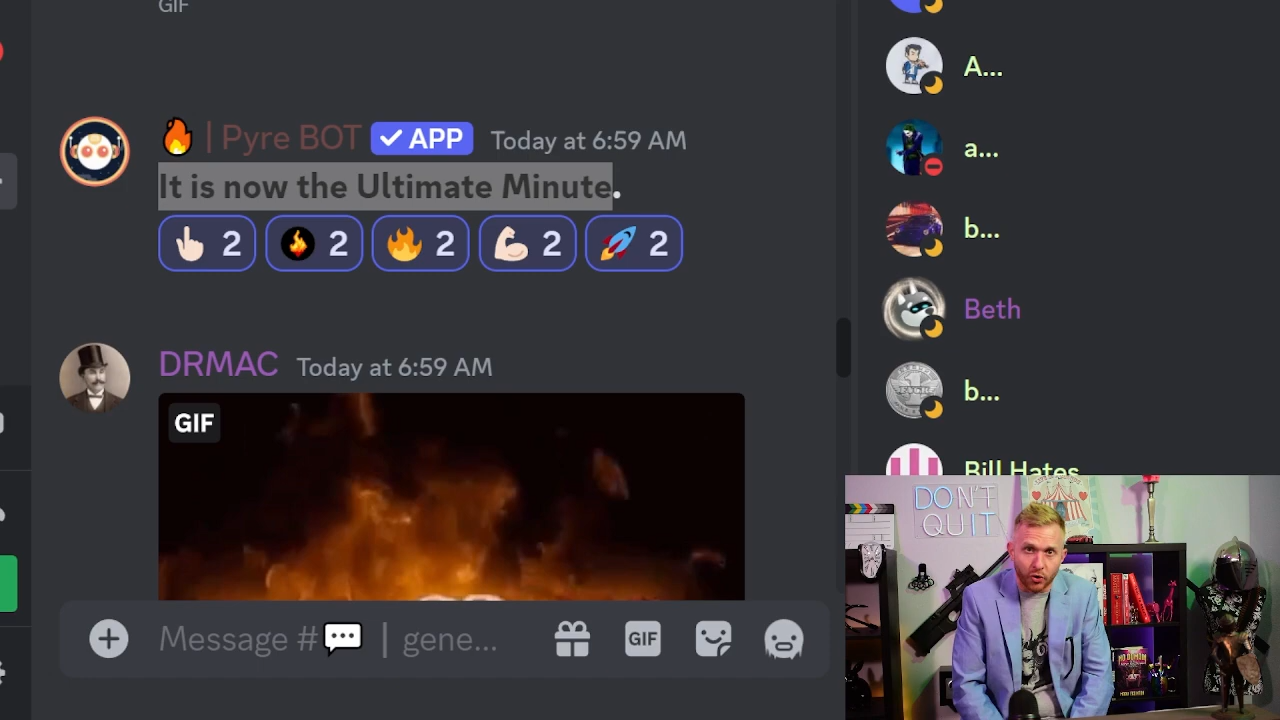 GIF
| Pyre BOT APP Today at 6:59 AM
It is now the Ultimate Minute.
2 2 2 2 2
DRMAC Today at 6:59 AM
GIF
Message # | gene...
GIF
A...
a...
b...
Beth
b...
Bill Hates
DON'T
QUIT